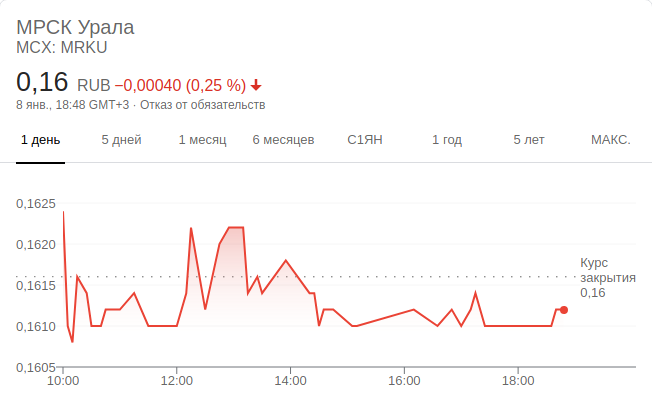 МРСК Урала
MCX: MRKU
0,16 RUB −0,00040 (0,25 %)
8 янв., 18:48 GMT+3 · Отказ от обязательств
1 день 5 дней 1 месяц 6 месяцев С1ЯН 1 год 5 лет МАКС.
0,1625
0,1620
0,1615
0,1610
0,1605
Курс
закрытия
0,16
10:00 12:00 14:00 16:00 18:00